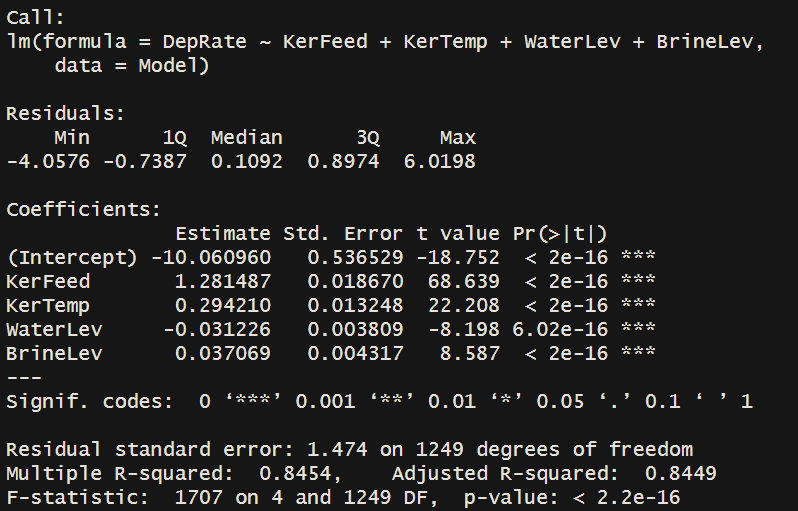 Call:
lm(formula = DepRate ~ KerFeed + KerTemp + WaterLev + BrineLev,
    data = Model)

Residuals:
    Min      1Q  Median      3Q     Max
-4.0576 -0.7387  0.1092  0.8974  6.0198

Coefficients:
              Estimate Std. Error t value Pr(>|t|)
(Intercept) -10.060960   0.536529 -18.752  < 2e-16 ***
KerFeed       1.281487   0.018670  68.639  < 2e-16 ***
KerTemp       0.294210   0.013248  22.208  < 2e-16 ***
WaterLev     -0.031226   0.003809  -8.198 6.02e-16 ***
BrineLev      0.037069   0.004317   8.587  < 2e-16 ***
---
Signif. codes:  0 ‘***’ 0.001 ‘**’ 0.01 ‘*’ 0.05 ‘.’ 0.1 ‘ ’ 1

Residual standard error: 1.474 on 1249 degrees of freedom
Multiple R-squared:  0.8454,    Adjusted R-squared:  0.8449
F-statistic:  1707 on 4 and 1249 DF,  p-value: < 2.2e-16